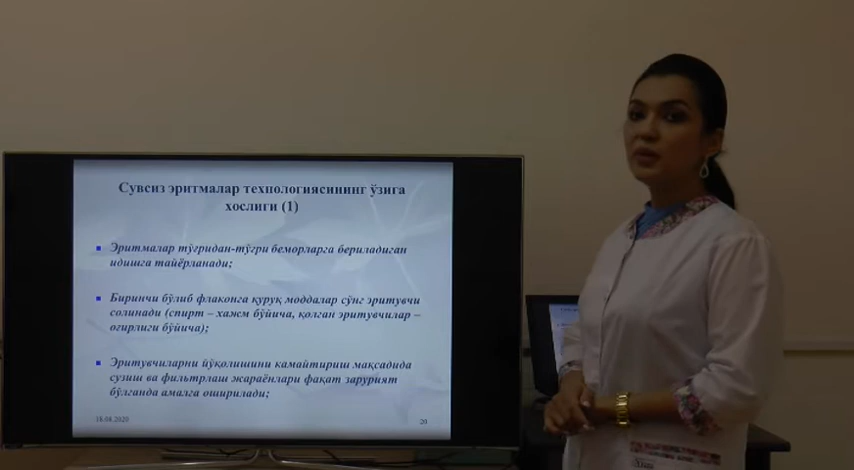 Сувсиз эритмалар технологиясининг ўзига
хослиги (1)
Эритмалар тўғридан-тўғри беморларга бериладиган
идишга тайёрланади;
Биринчи бўлиб флаконга қуруқ моддалар сўнг эритувчи
солинади (спирт – хажм бўйича, қолган эритувчилар –
оғирлиги бўйича);
Эритувчиларни йўқолишини камайтириш мақсадида
сузиш ва фильтрлаш жараёнлари фақат зарурият
бўлганда амалга оширилади;
18.08.2020
20